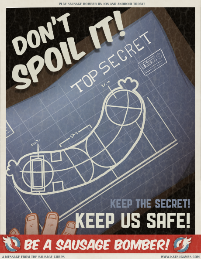 DON'T
SPOIL IT!
TOP SECRET
KEEP THE SECRET!
KEEP US SAFE!
BE A SAUSAGE BOMBER!